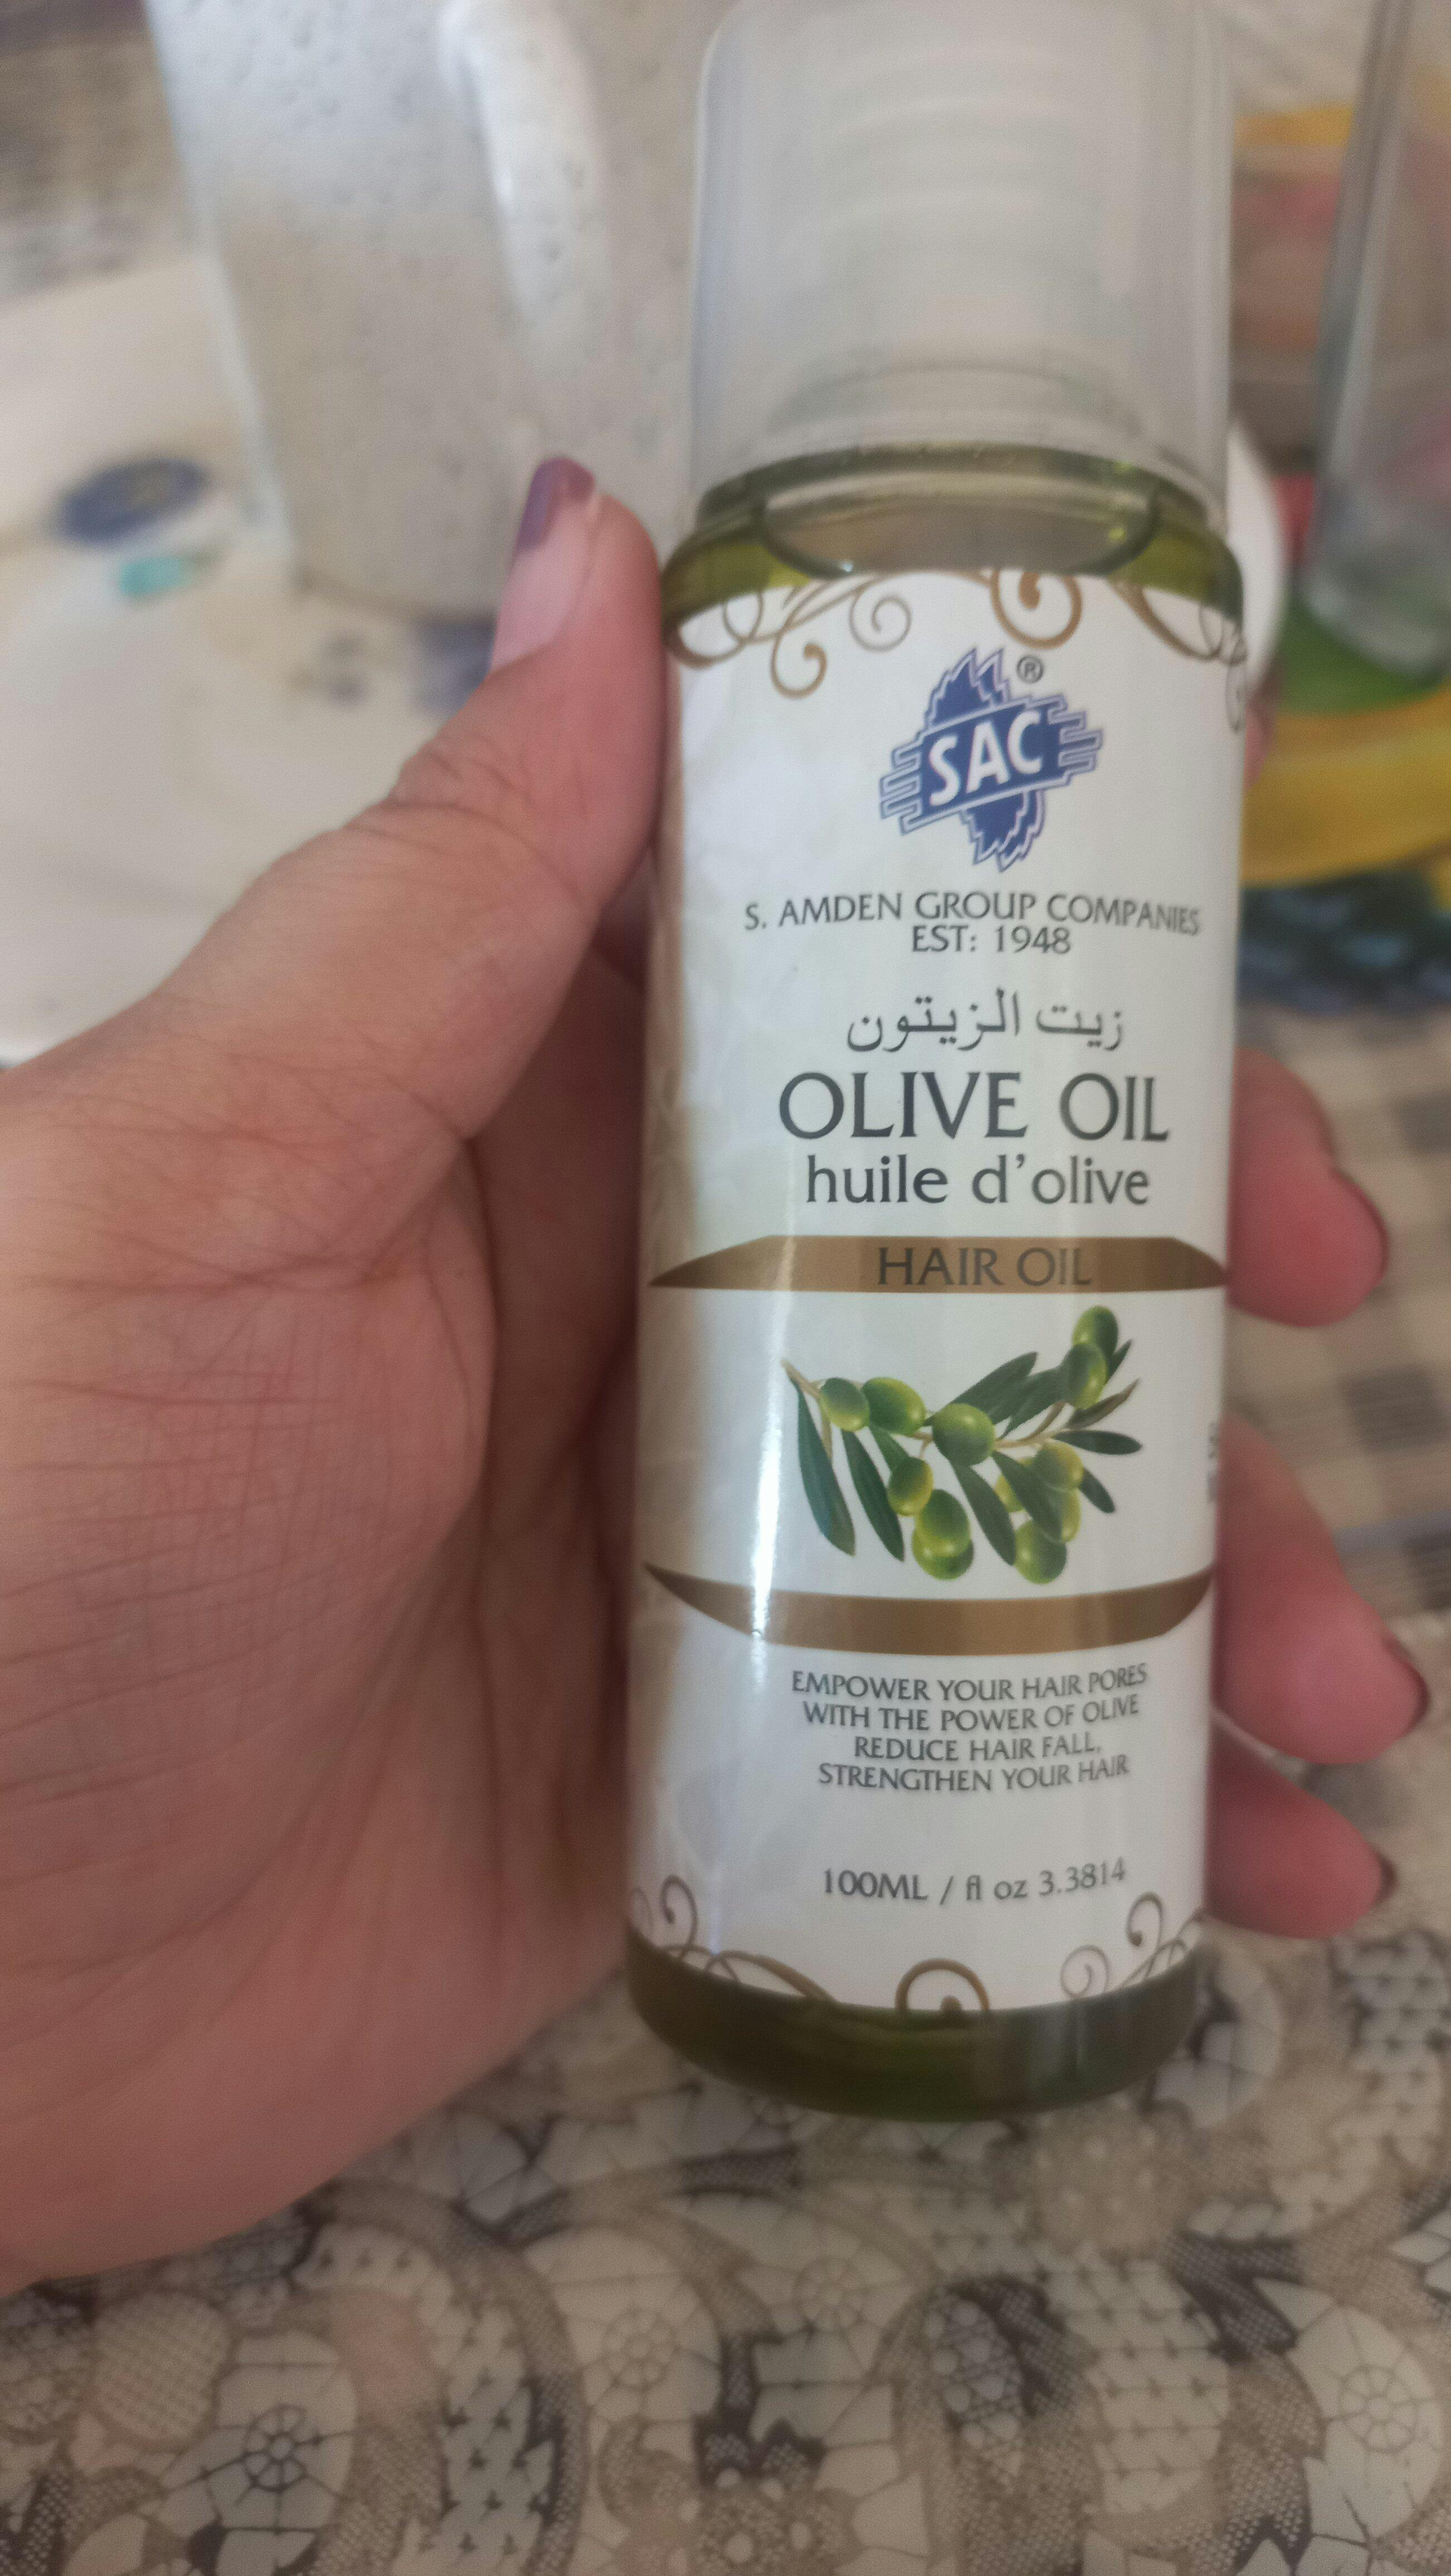 SAC®
S. AMDEN GROUP COMPANIES
EST: 1948
زيت الزيتون
OLIVE OIL
huile d'olive
HAIR OIL
EMPOWER YOUR HAIR PORES
WITH THE POWER OF OLIVE
REDUCE HAIR FALL,
STRENGTHEN YOUR HAIR
100ML / fl oz 3.3814